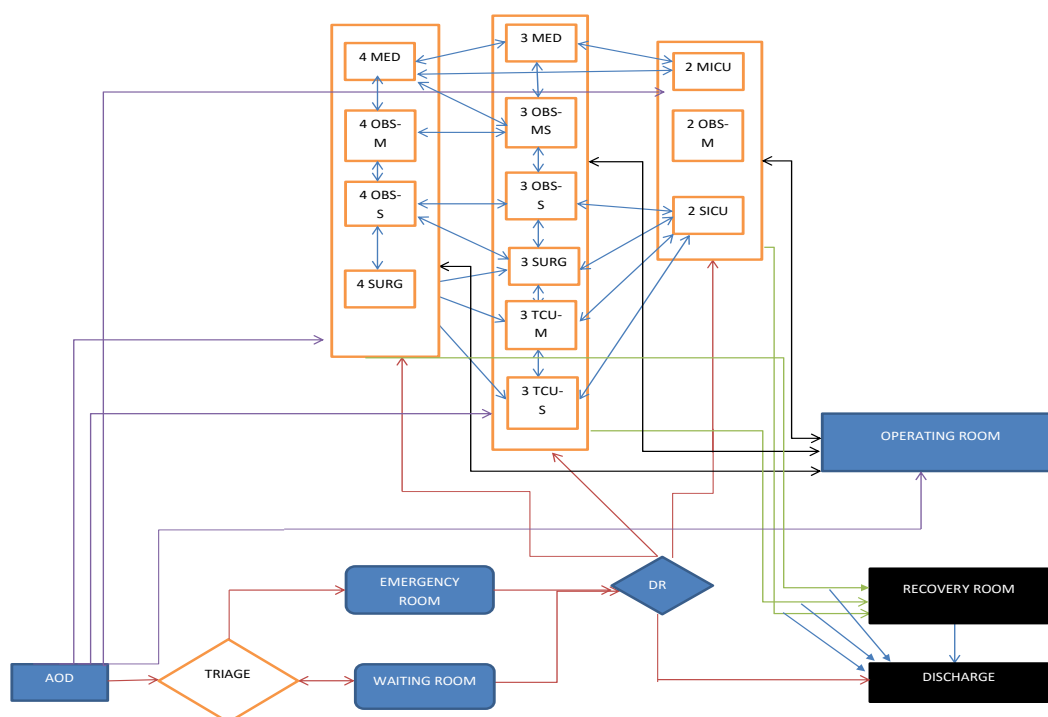 4 MED
4 OBS-
M
4 OBS-
S
4 SURG
3 MED
3 OBS-
MS
3 OBS-
S
3 SURG
3 TCU-
M
3 TCU-
S
2 MICU
2 OBS-
M
2 SICU
OPERATING ROOM
EMERGENCY
ROOM
DR
RECOVERY ROOM
AOD
TRIAGE
WAITING ROOM
DISCHARGE